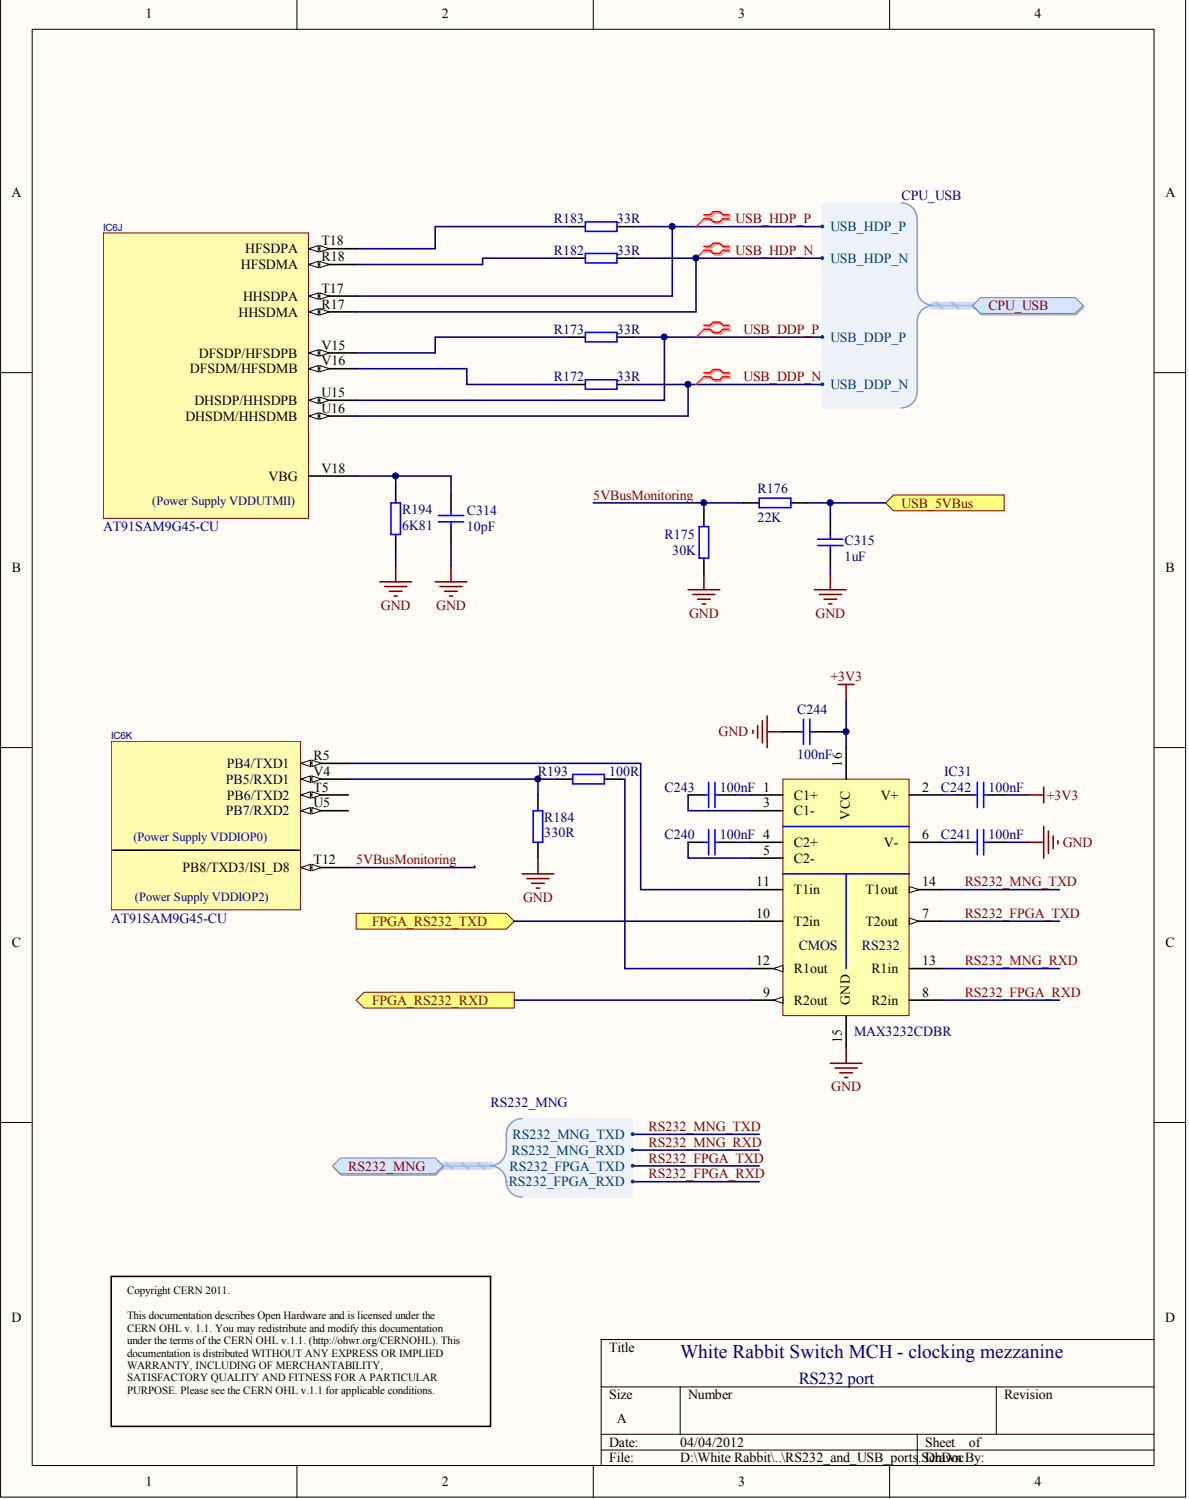 1 2 3 4
A A
CPU_USB
IC6J
R183 33R USB_HDP_P USB_HDP_P
HFSDPA T18
R182 33R USB_HDP_N USB_HDP_N
HFSDMA R18
HHSDPA T17
HHSDMA R17
CPU_USB
R173 33R USB_DDP_P USB_DDP_P
DFSDP/HFSDPB V15
DFSDM/HFSDMB V16
R172 33R USB_DDP_N USB_DDP_N
DHSDP/HHSDPB U15
DHSDM/HHSDMB U16
VBG V18
(Power Supply VDDUTMII)
AT91SAM9G45-CU
R194 C314
6K81 10pF
GND GND
5VBusMonitoring R176 USB_5VBus
22K
R175 C315
30K 1uF
GND GND
B B
+3V3
C244
GND
100nF
16
IC6K
PB4/TXD1 R5
PB5/RXD1 V4
PB6/TXD2 T5
PB7/RXD2 U5
(Power Supply VDDIOP0)
PB8/TXD3/ISI_D8 T12 5VBusMonitoring
(Power Supply VDDIOP2)
AT91SAM9G45-CU
R193 100R
R184
330R
GND
IC31
C243 100nF 1 C1+ VCC V+ 2 C242 100nF +3V3
3 C1-
C240 100nF 4 C2+ V- 6 C241 100nF GND
5 C2-
11 T1in T1out 14 RS232_MNG_TXD
FPGA_RS232_TXD 10 T2in T2out 7 RS232_FPGA_TXD
CMOS RS232
12 R1out R1in 13 RS232_MNG_RXD
FPGA_RS232_RXD 9 R2out GND R2in 8 RS232_FPGA_RXD
15 MAX3232CDBR
GND
C C
RS232_MNG
RS232_MNG_TXD RS232_MNG_TXD
RS232_MNG_RXD RS232_MNG_RXD
RS232_MNG RS232_FPGA_TXD RS232_FPGA_TXD
RS232_FPGA_RXD RS232_FPGA_RXD
Copyright CERN 2011.
This documentation describes Open Hardware and is licensed under the
CERN OHL v. 1.1. You may redistribute and modify this documentation
under the terms of the CERN OHL v.1.1. (http://ohwr.org/CERNOHL). This
documentation is distributed WITHOUT ANY EXPRESS OR IMPLIED
WARRANTY, INCLUDING OF MERCHANTABILITY,
SATISFACTORY QUALITY AND FITNESS FOR A PARTICULAR
PURPOSE. Please see the CERN OHL v.1.1 for applicable conditions.
D D
Title White Rabbit Switch MCH - clocking mezzanine
RS232 port
Size Number Revision
A
Date: 04/04/2012 Sheet of
File: D:\White Rabbit\..\RS232_and_USB_ports.SchDoc Drawn By:
1 2 3 4